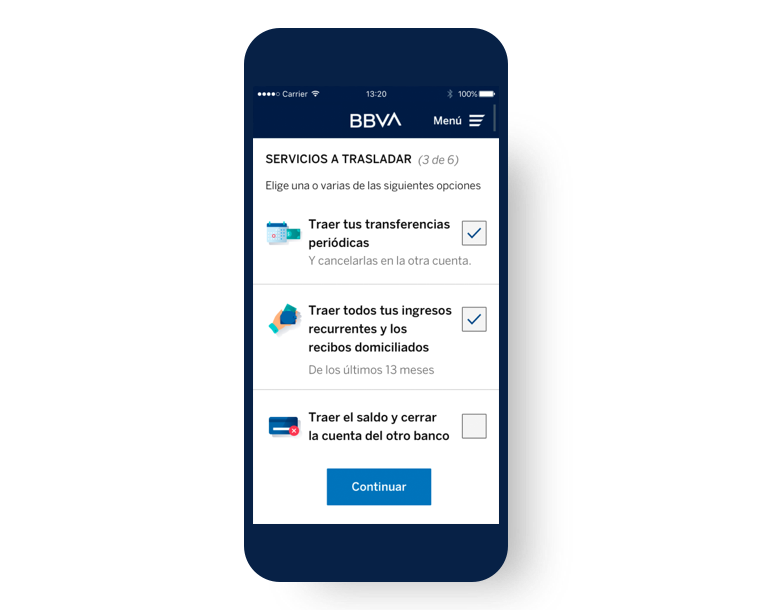 Carrier 13:20 100%
BBVA Menú
SERVICIOS A TRASLADAR (3 de 6)
Elige una o varias de las siguientes opciones
Traer tus transferencias
periódicas
Y cancelarlas en la otra cuenta.
Traer todos tus ingresos
recurrentes y los
recibos domiciliados
De los últimos 13 meses
Traer el saldo y cerrar
la cuenta del otro banco
Continuar